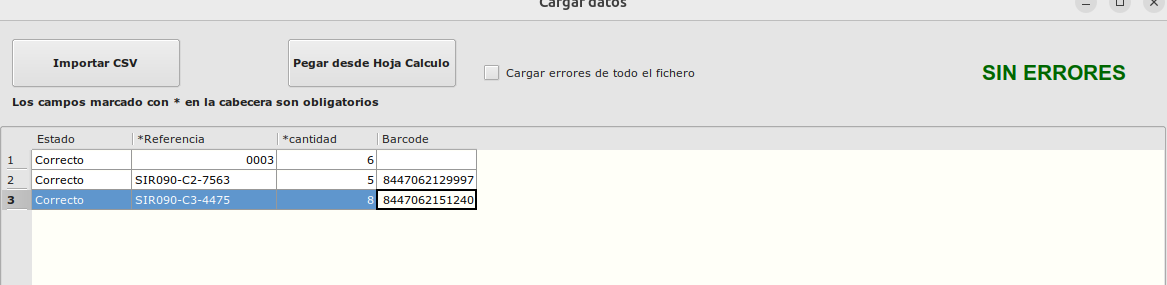 Cargar datos
Importar CSV
Pegar desde Hoja Calculo
Cargar errores de todo el fichero
SIN ERRORES
Los campos marcado con * en la cabecera son obligatorios
Estado *Referencia *cantidad Barcode
1 Correcto 0003 6
2 Correcto SIR090-C2-7563 5 8447062129997
3 Correcto SIR090-C3-4475 8 8447062151240